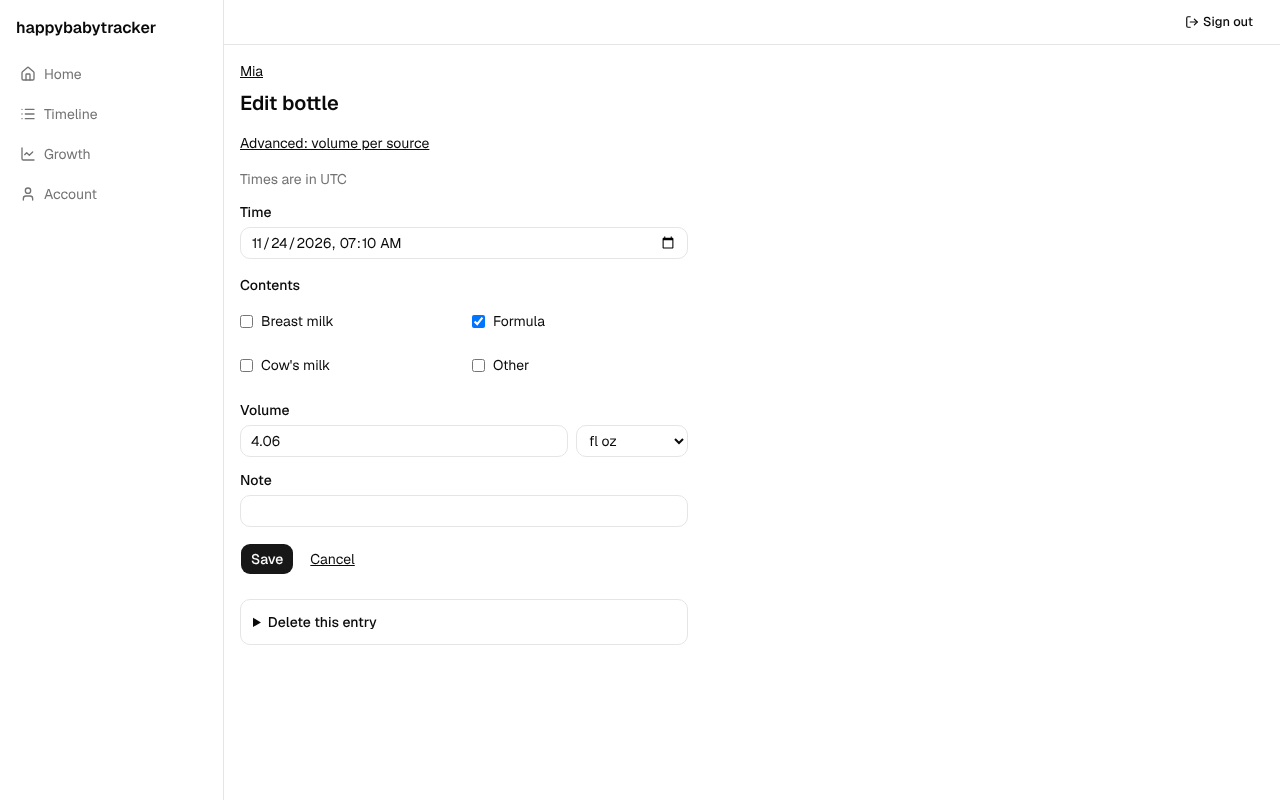 happybabytracker
Home
Timeline
Growth
Account
Sign out
Mia
Edit bottle
Advanced: volume per source
Times are in UTC
Time
11/24/2026, 07:10 AM
Contents
Breast milk
Formula
Cow's milk
Other
Volume
4.06
fl oz
Note
Save
Cancel
Delete this entry